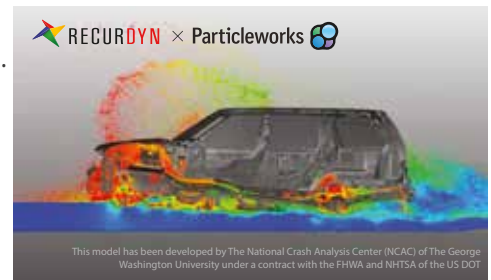 RECURDYN × Particleworks
This model has been developed by The National Crash Analysis Center (NCAC) of The George
Washington University under a contract with the FHWA and NHTSA of the US DOT